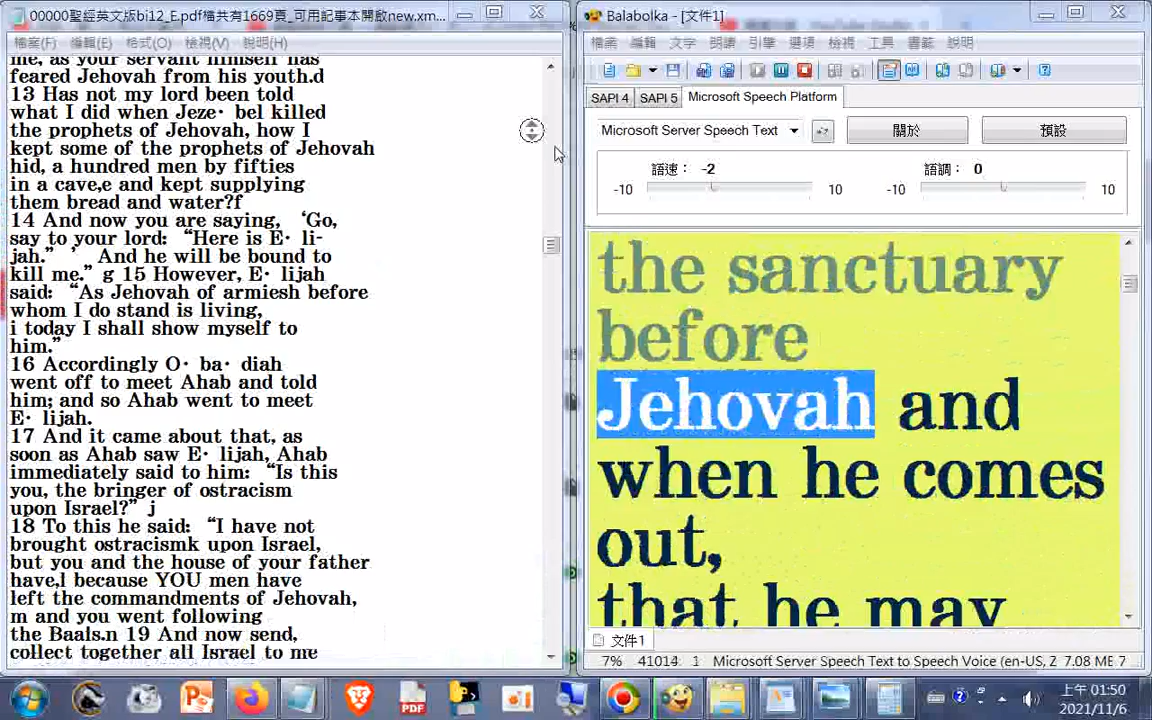 00000聖經英文版bi12_E.pdf檔共有1669頁_可用記事本開啟new.xm...
檔案(F) 編輯(E) 格式(O) 檢視(V) 說明(H)
me, as your servant himself has
feared Jehovah from his youth.d
13 Has not my lord been told
what I did when Jeze· bel killed
the prophets of Jehovah, how I
kept some of the prophets of Jehovah
hid, a hundred men by fifties
in a cave,e and kept supplying
them bread and water?f
14 And now you are saying, ‘Go,
say to your lord: “Here is E· li-
jah.” ’ And he will be bound to
kill me.” g 15 However, E· lijah
said: “As Jehovah of armiesh before
whom I do stand is living,
i today I shall show myself to
him.”
16 Accordingly O· ba· diah
went off to meet Ahab and told
him; and so Ahab went to meet
E· lijah.
17 And it came about that, as
soon as Ahab saw E· lijah, Ahab
immediately said to him: “Is this
you, the bringer of ostracism
upon Israel?” j
18 To this he said: “I have not
brought ostracismk upon Israel,
but you and the house of your father
have,l because YOU men have
left the commandments of Jehovah,
m and you went following
the Baals.n 19 And now send,
collect together all Israel to me
Balabolka - [文件1]
檔案 編輯 文字 朗讀 引擎 選項 檢視 工具 書籤 說明
SAPI 4 SAPI 5 Microsoft Speech Platform
Microsoft Server Speech Text 關於 預設
語速： -2 語調： 0
-10 10 -10 10
the sanctuary
before
Jehovah and
when he comes
out,
that he may
文件1
7% 41014: 1 Microsoft Server Speech Text to Speech Voice (en-US, Z 7.08 ME 7
PDF
上午 01:50
2021/11/6